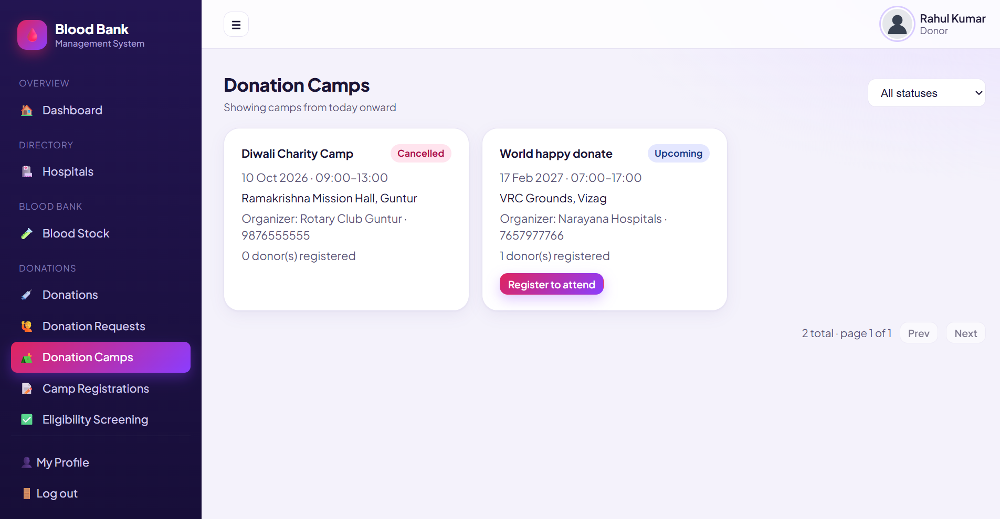 Blood Bank
Management System
OVERVIEW
Dashboard
DIRECTORY
Hospitals
BLOOD BANK
Blood Stock
DONATIONS
Donations
Donation Requests
Donation Camps
Camp Registrations
Eligibility Screening
My Profile
Log out
Rahul Kumar
Donor
Donation Camps
Showing camps from today onward
All statuses
Diwali Charity Camp
Cancelled
10 Oct 2026 · 09:00–13:00
Ramakrishna Mission Hall, Guntur
Organizer: Rotary Club Guntur ·
9876555555
0 donor(s) registered
World happy donate
Upcoming
17 Feb 2027 · 07:00–17:00
VRC Grounds, Vizag
Organizer: Narayana Hospitals ·
7657977766
1 donor(s) registered
Register to attend
2 total · page 1 of 1
Prev
Next